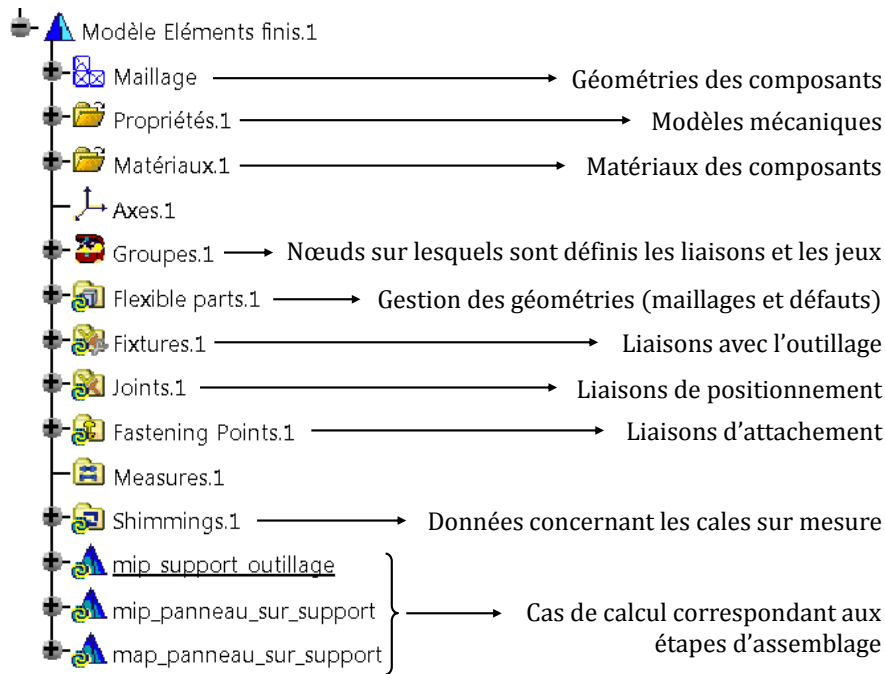 Modèle Eléments finis.1
Maillage Géométries des composants
Propriétés.1 Modèles mécaniques
Matériaux.1 Matériaux des composants
Axes.1
Groupes.1 Nœuds sur lesquels sont définis les liaisons et les jeux
Flexible parts.1 Gestion des géométries (maillages et défauts)
Fixtures.1 Liaisons avec l’outillage
Joints.1 Liaisons de positionnement
Fastening Points.1 Liaisons d’attachement
Measures.1
Shimmings.1 Données concernant les cales sur mesure
mip_support_outillage
mip_panneau_sur_support Cas de calcul correspondant aux
map_panneau_sur_support étapes d’assemblage